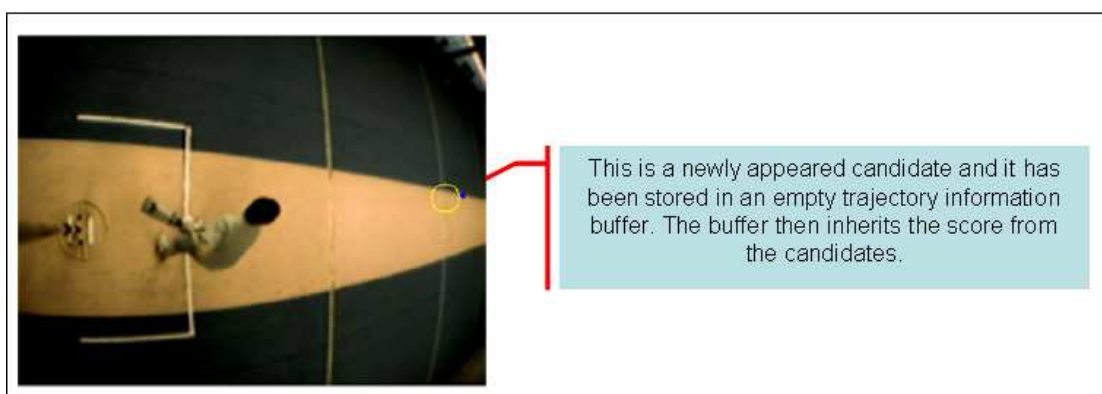 This is a newly appeared candidate and it has
been stored in an empty trajectory information
buffer. The buffer then inherits the score from
the candidates.